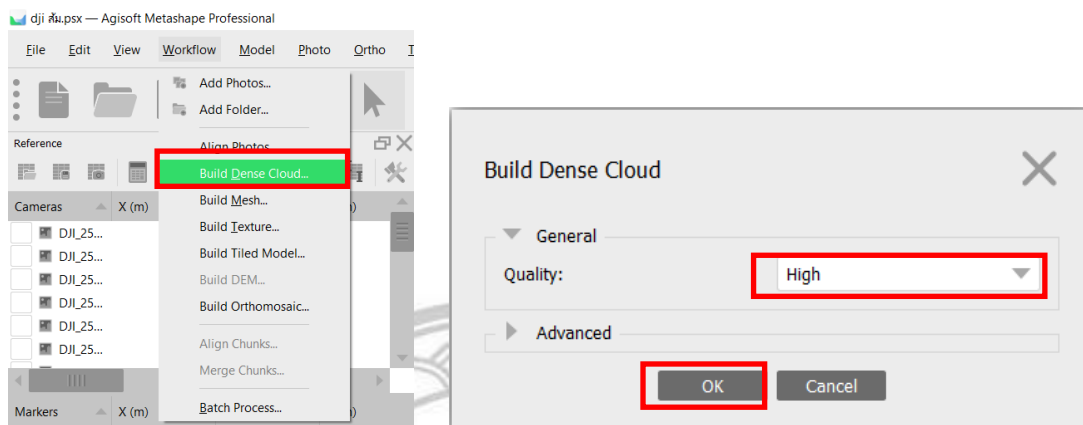 dji ส้ม.psx — Agisoft Metashape Professional
File Edit View Workflow Model Photo Ortho
Add Photos...
Add Folder...
Reference
Align Photos
Build Dense Cloud...
Cameras X (m)
Build Mesh...
DJI_25...
Build Texture...
DJI_25...
Build Tiled Model...
DJI_25...
Build DEM...
DJI_25...
Build Orthomosaic...
DJI_25...
DJI_25...
Align Chunks...
Merge Chunks...
Markers X (m)
Batch Process...
Build Dense Cloud
General
Quality: High
Advanced
OK Cancel